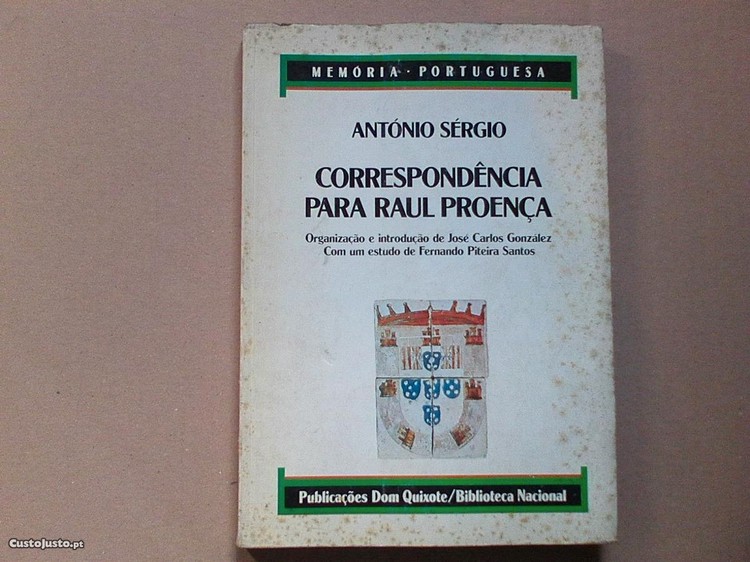 MEMÓRIA · PORTUGUESA
ANTÓNIO SÉRGIO
CORRESPONDÊNCIA
PARA RAUL PROENÇA
Organização e introdução de José Carlos González
Com um estudo de Fernando Piteira Santos
Publicações Dom Quixote/Biblioteca Nacional
CustoJusto.pt